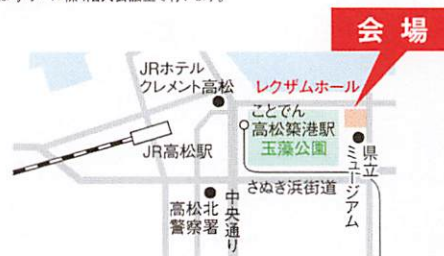 会 場
JRホテル
クレメント高松
レクザムホール
ことでん
高松築港駅
玉藻公園
JR高松駅
県立
ミュージアム
さぬき浜街道
高松北
警察署
中央通り